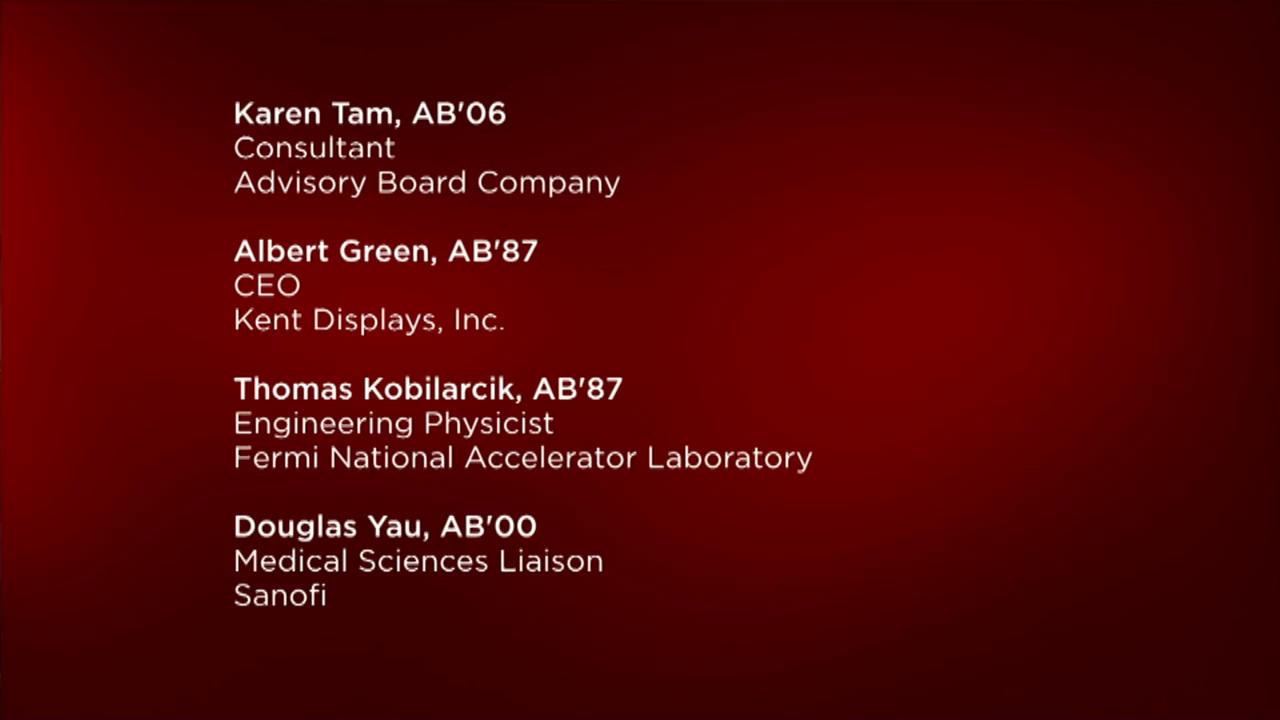 Karen Tam, AB'06
Consultant
Advisory Board Company
Albert Green, AB'87
CEO
Kent Displays, Inc.
Thomas Kobilarcik, AB'87
Engineering Physicist
Fermi National Accelerator Laboratory
Douglas Yau, AB'00
Medical Sciences Liaison
Sanofi